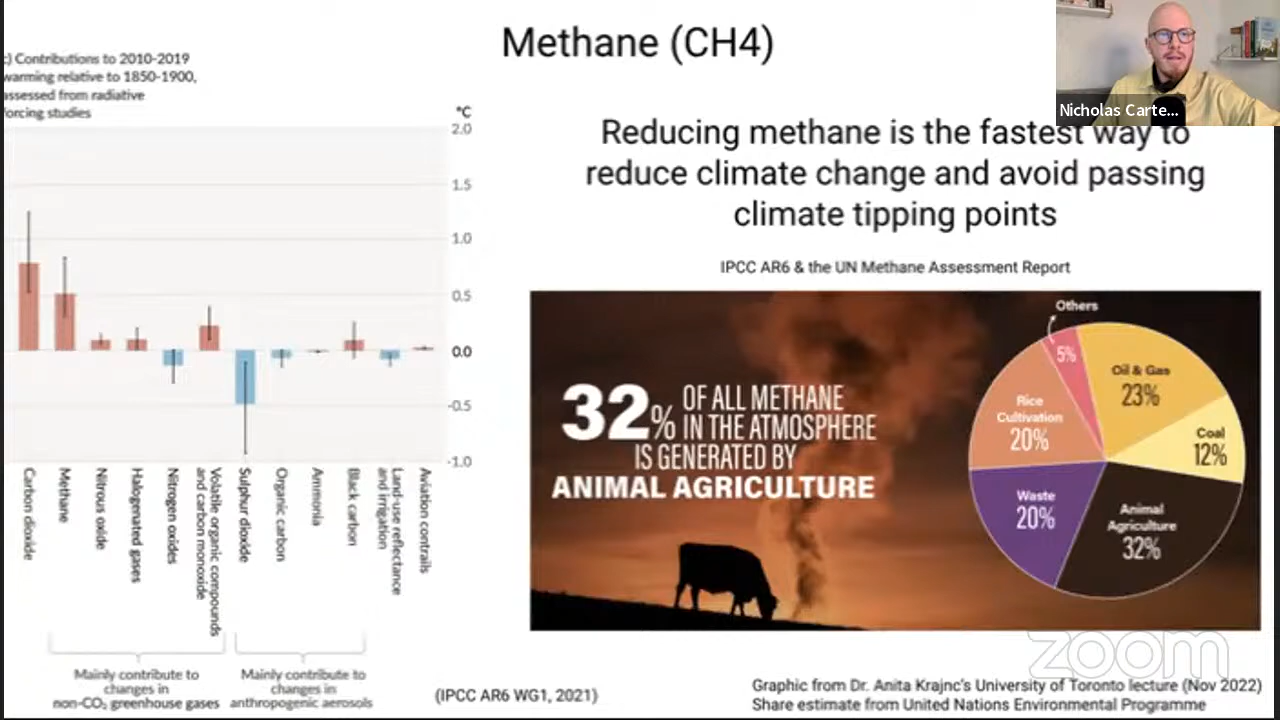 Methane (CH4)
c) Contributions to 2010-2019
warming relative to 1850-1900,
assessed from radiative
forcing studies
°C
2.0
1.5
1.0
0.5
0.0
-0.5
-1.0
Carbon dioxide
Methane
Nitrous oxide
Halogenated gases
Nitrogen oxides
Volatile organic compounds
and carbon monoxide
Sulphur dioxide
Organic carbon
Ammonia
Black carbon
Land-use reflectance
and irrigation
Aviation contrails
Mainly contribute to
changes in
non-CO₂ greenhouse gases
Mainly contribute to
changes in
anthropogenic aerosols
(IPCC AR6 WG1, 2021)
Nicholas Carte...
Reducing methane is the fastest way to
reduce climate change and avoid passing
climate tipping points
IPCC AR6 & the UN Methane Assessment Report
32% OF ALL METHANE
IN THE ATMOSPHERE
IS GENERATED BY
ANIMAL AGRICULTURE
Others
5%
Oil & Gas
23%
Coal
12%
Animal
Agriculture
32%
Waste
20%
Rice
Cultivation
20%
zoom
Graphic from Dr. Anita Krajnc's University of Toronto lecture (Nov 2022)
Share estimate from United Nations Environmental Programme